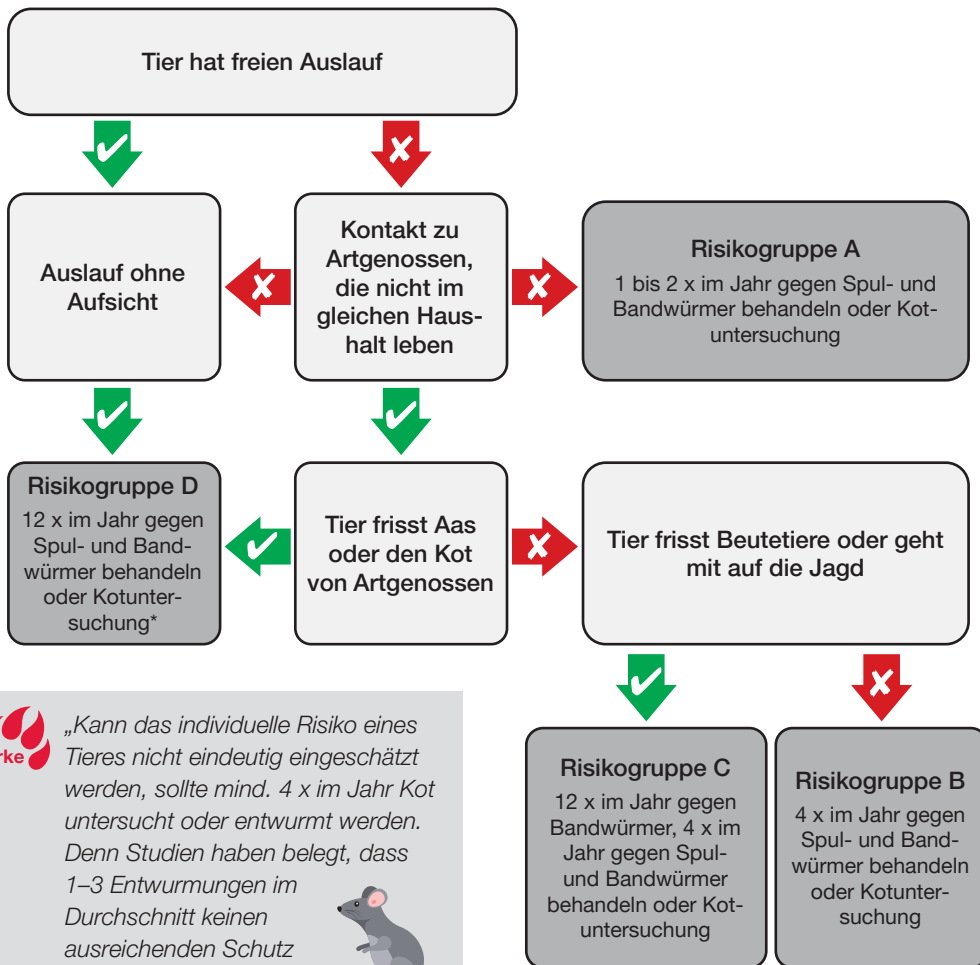 Tier hat freien Auslauf
Auslauf ohne
Aufsicht
Kontakt zu
Artgenossen,
die nicht im
gleichen Haus-
halt leben
Risikogruppe A
1 bis 2 x im Jahr gegen Spul- und
Bandwürmer behandeln oder Kot-
untersuchung
Risikogruppe D
12 x im Jahr gegen
Spul- und Band-
würmer behandeln
oder Kotunter-
suchung*
Tier frisst Aas
oder den Kot
von Artgenossen
Tier frisst Beutetiere oder geht
mit auf die Jagd
Risikogruppe C
12 x im Jahr gegen
Bandwürmer, 4 x im
Jahr gegen Spul-
und Bandwürmer
behandeln oder Kot-
untersuchung
Risikogruppe B
4 x im Jahr gegen
Spul- und Band-
würmer behandeln
oder Kotunter-
suchung
rke
„Kann das individuelle Risiko eines
Tieres nicht eindeutig eingeschätzt
werden, sollte mind. 4 x im Jahr Kot
untersucht oder entwurmt werden.
Denn Studien haben belegt, dass
1–3 Entwurmungen im
Durchschnitt keinen
ausreichenden Schutz